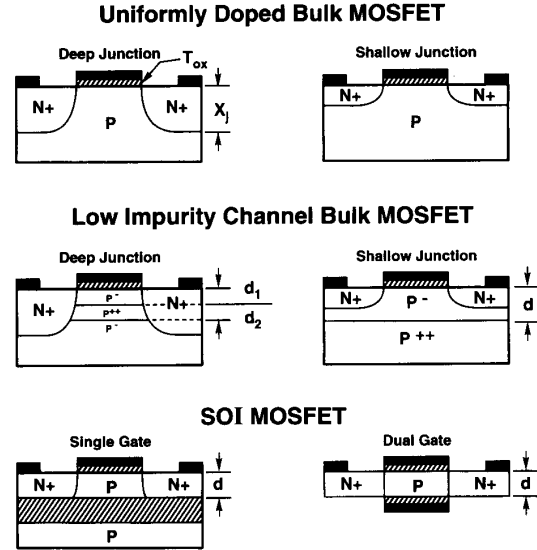 Uniformly Doped Bulk MOSFET
Deep Junction
Shallow Junction
Tox
N+
N+
Xj
P
N+
N+
P
Low Impurity Channel Bulk MOSFET
Deep Junction
Shallow Junction
d1
P-
N+
N+
P++
d2
P-
N+
P-
N+
d
P++
SOI MOSFET
Single Gate
Dual Gate
N+
P
N+
d
P
N+
P
N+
d